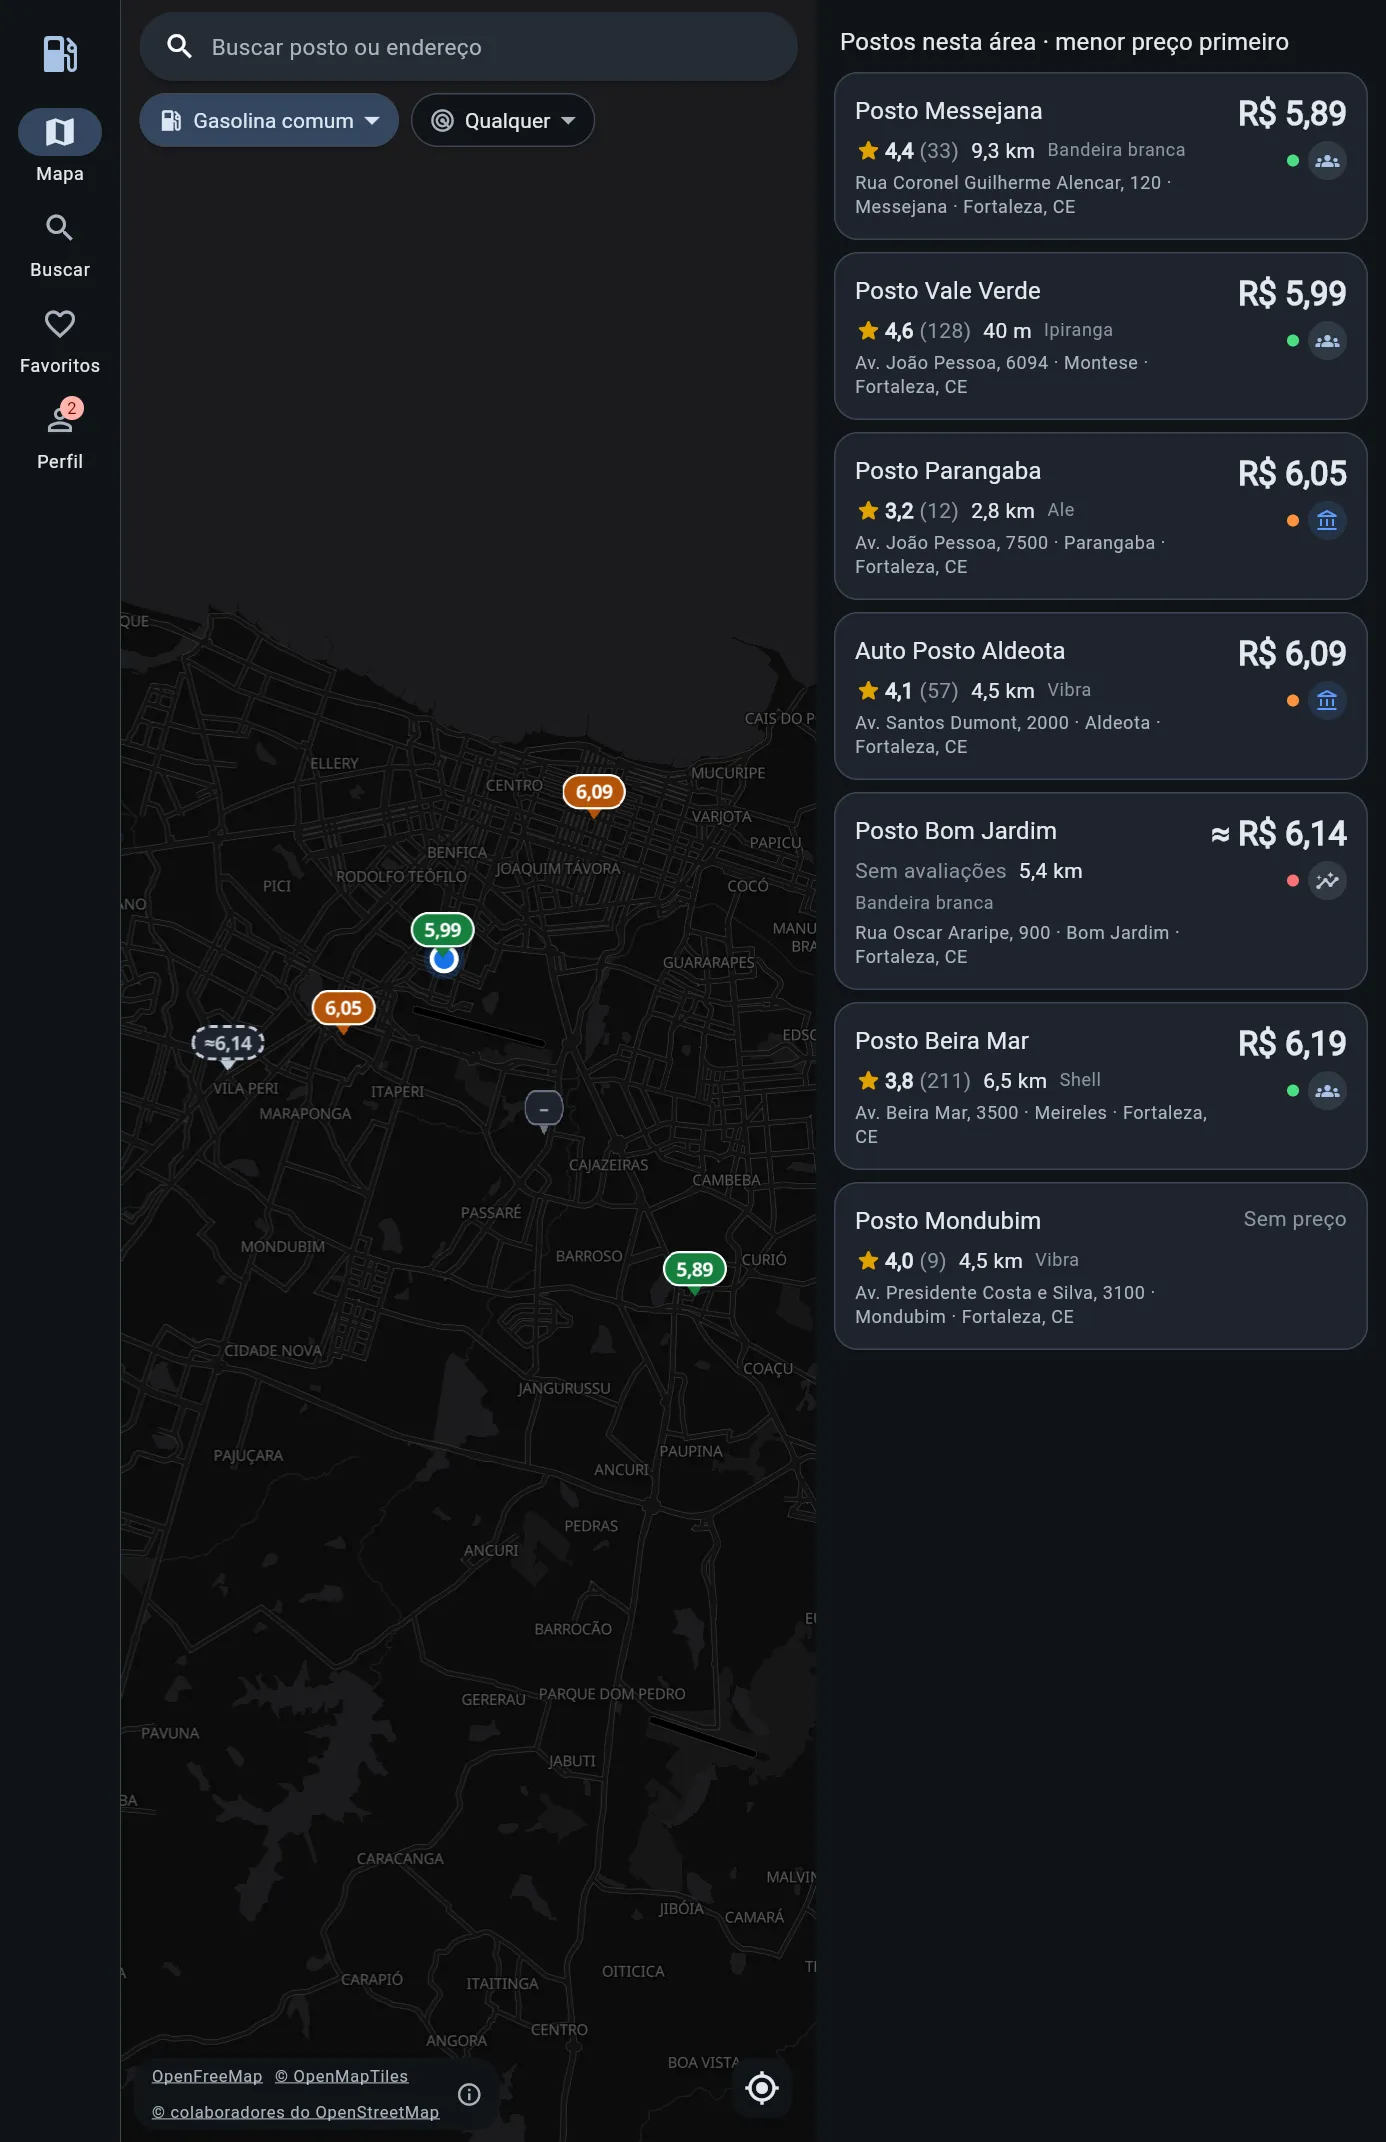 Mapa
Buscar
Favoritos
2
Perfil
Buscar posto ou endereço
Gasolina comum
Qualquer
QUE
CAIS DO P
ELLERY
MUCURIPE
CENTRO
6,09
VARJOTA
PAPICU
BENFICA
JOAQUIM TÁVORA
RODOLFO TEÓFILO
PICI
COCÓ
ANO
5,99
MANU
BRA
GUARARAPES
6,05
EDSO
≈6,14
VILA PERI
ITAPERI
MARAPONGA
–
CAJAZEIRAS
CAMBEBA
PASSARÉ
MONDUBIM
BARROSO
CURIÓ
5,89
CIDADE NOVA
COAÇU
JANGURUSSU
PAJUÇARA
PAUPINA
ANCURI
PEDRAS
ANCURI
EU
BARROCÃO
GERERAU
PARQUE DOM PEDRO
PAVUNA
JABUTI
BA
CARACANGA
MALVIN
JIBÓIA
CAMARÁ
OITICICA
CARAPIÓ
ITAITINGA
CENTRO
ANGORA
BOA VISTA
OpenFreeMap © OpenMapTiles
© colaboradores do OpenStreetMap
Postos nesta área · menor preço primeiro
Posto Messejana
R$ 5,89
4,4 (33) 9,3 km Bandeira branca
Rua Coronel Guilherme Alencar, 120 ·
Messejana · Fortaleza, CE
Posto Vale Verde
R$ 5,99
4,6 (128) 40 m Ipiranga
Av. João Pessoa, 6094 · Montese ·
Fortaleza, CE
Posto Parangaba
R$ 6,05
3,2 (12) 2,8 km Ale
Av. João Pessoa, 7500 · Parangaba ·
Fortaleza, CE
Auto Posto Aldeota
R$ 6,09
4,1 (57) 4,5 km Vibra
Av. Santos Dumont, 2000 · Aldeota ·
Fortaleza, CE
Posto Bom Jardim
≈ R$ 6,14
Sem avaliações 5,4 km
Bandeira branca
Rua Oscar Araripe, 900 · Bom Jardim ·
Fortaleza, CE
Posto Beira Mar
R$ 6,19
3,8 (211) 6,5 km Shell
Av. Beira Mar, 3500 · Meireles · Fortaleza,
CE
Posto Mondubim
Sem preço
4,0 (9) 4,5 km Vibra
Av. Presidente Costa e Silva, 3100 ·
Mondubim · Fortaleza, CE